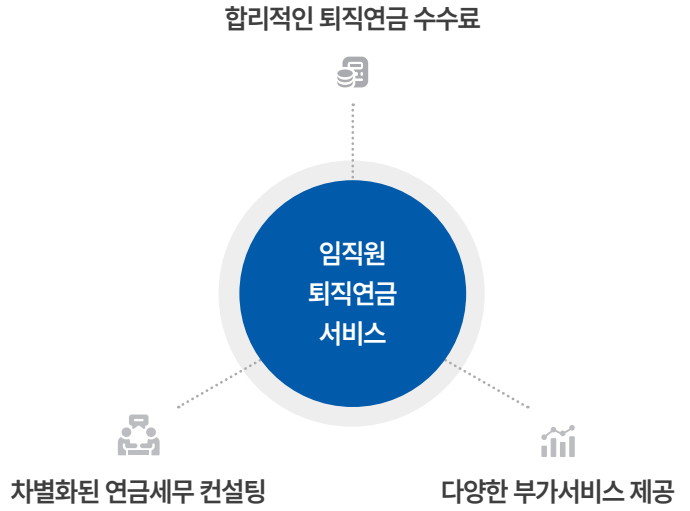 합리적인 퇴직연금 수수료
임직원
퇴직연금
서비스
차별화된 연금세무 컨설팅
다양한 부가서비스 제공